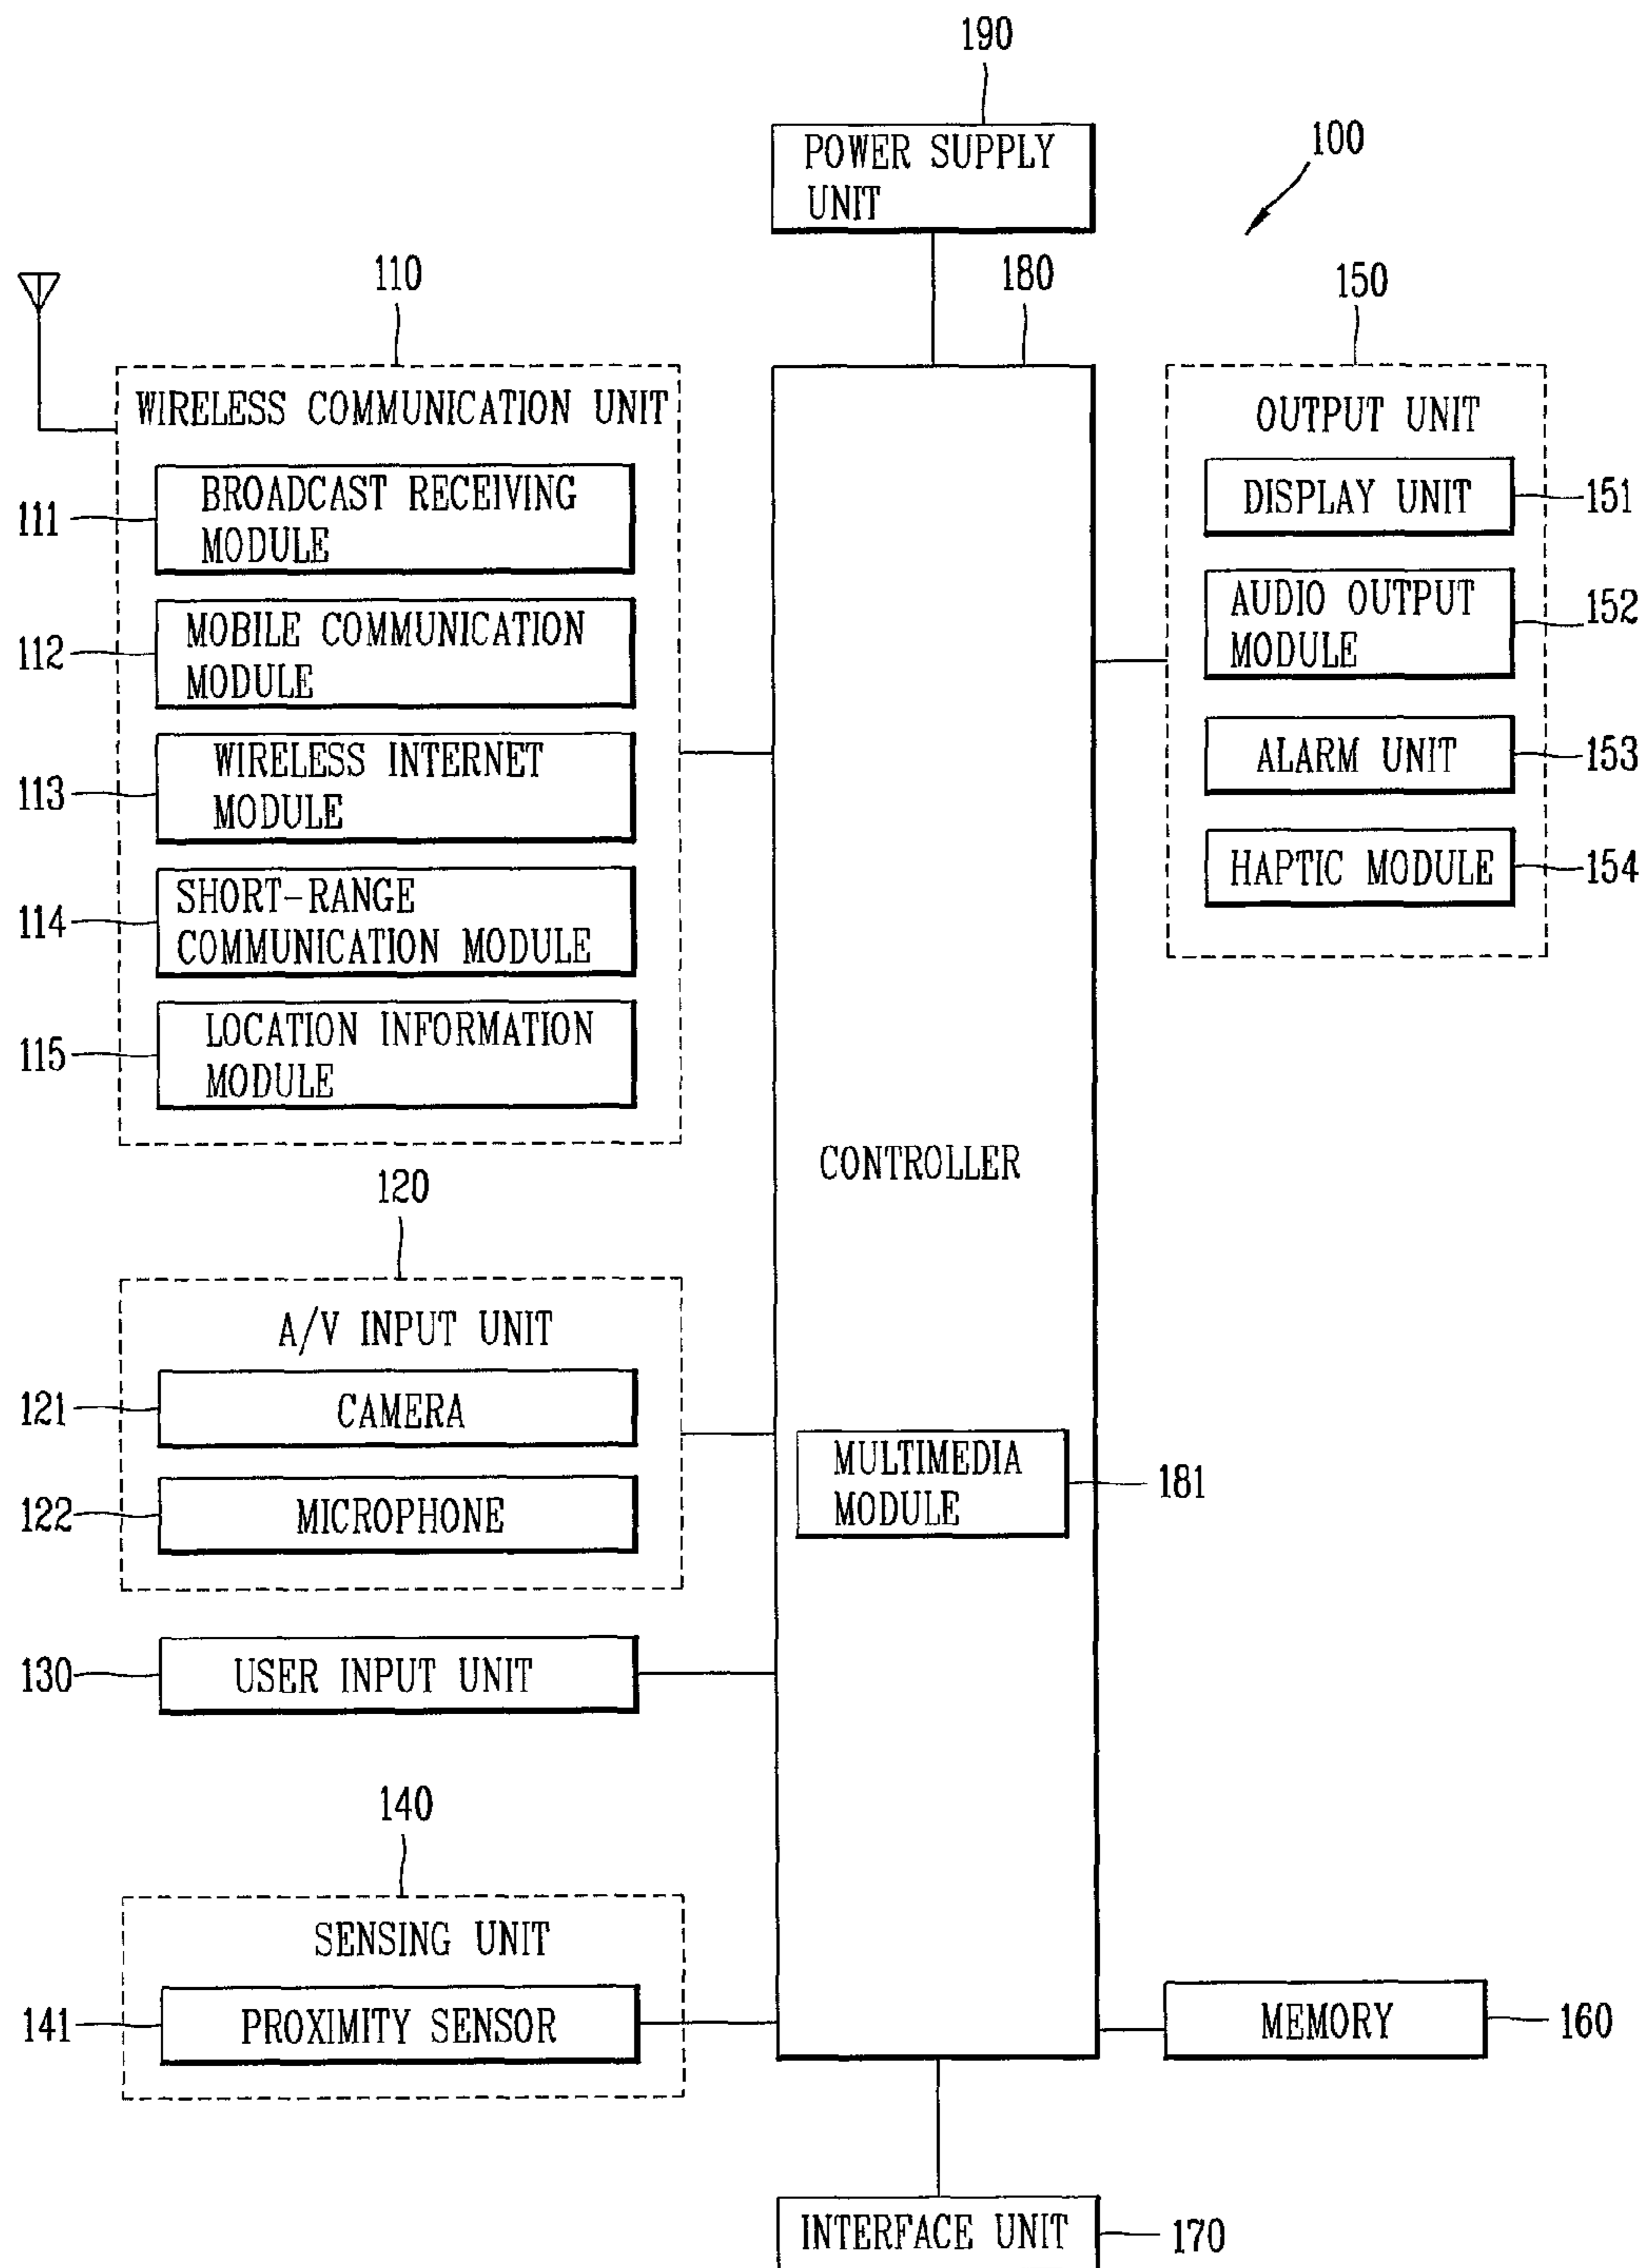 190
POWER SUPPLY
UNIT
100
110
180
150
WIRELESS COMMUNICATION UNIT
111
BROADCAST RECEIVING
MODULE
112
MOBILE COMMUNICATION
MODULE
113
WIRELESS INTERNET
MODULE
114
SHORT-RANGE
COMMUNICATION MODULE
115
LOCATION INFORMATION
MODULE
OUTPUT UNIT
DISPLAY UNIT
151
AUDIO OUTPUT
MODULE
152
ALARM UNIT
153
HAPTIC MODULE
154
CONTROLLER
120
A/V INPUT UNIT
121
CAMERA
122
MICROPHONE
MULTIMEDIA
MODULE
181
130
USER INPUT UNIT
140
SENSING UNIT
141
PROXIMITY SENSOR
MEMORY
160
INTERFACE UNIT
170